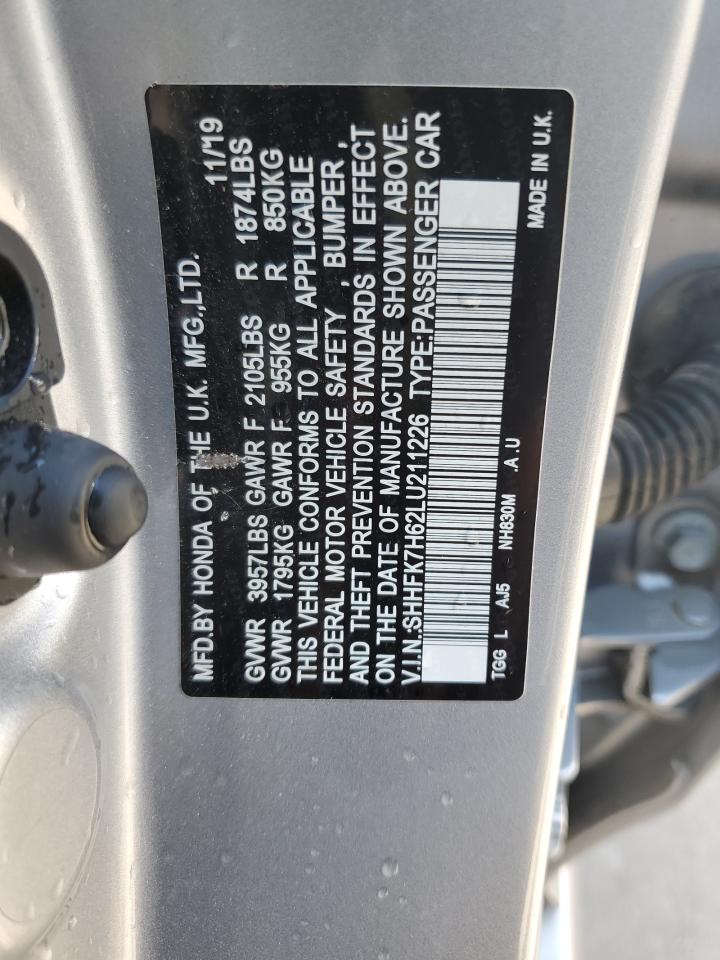 MFD.BY HONDA OF THE U.K. MFG.,LTD. 11/19
GVWR 3957LBS GAWR F 2105LBS R 1874LBS
GVWR 1795KG GAWR F 955KG R 850KG
THIS VEHICLE CONFORMS TO ALL APPLICABLE
FEDERAL MOTOR VEHICLE SAFETY , BUMPER ,
AND THEFT PREVENTION STANDARDS IN EFFECT
ON THE DATE OF MANUFACTURE SHOWN ABOVE.
V.I.N.:SHHFK7H62LU211226 TYPE:PASSENGER CAR
TGG L AJ5 - NH830M A.U MADE IN U.K.